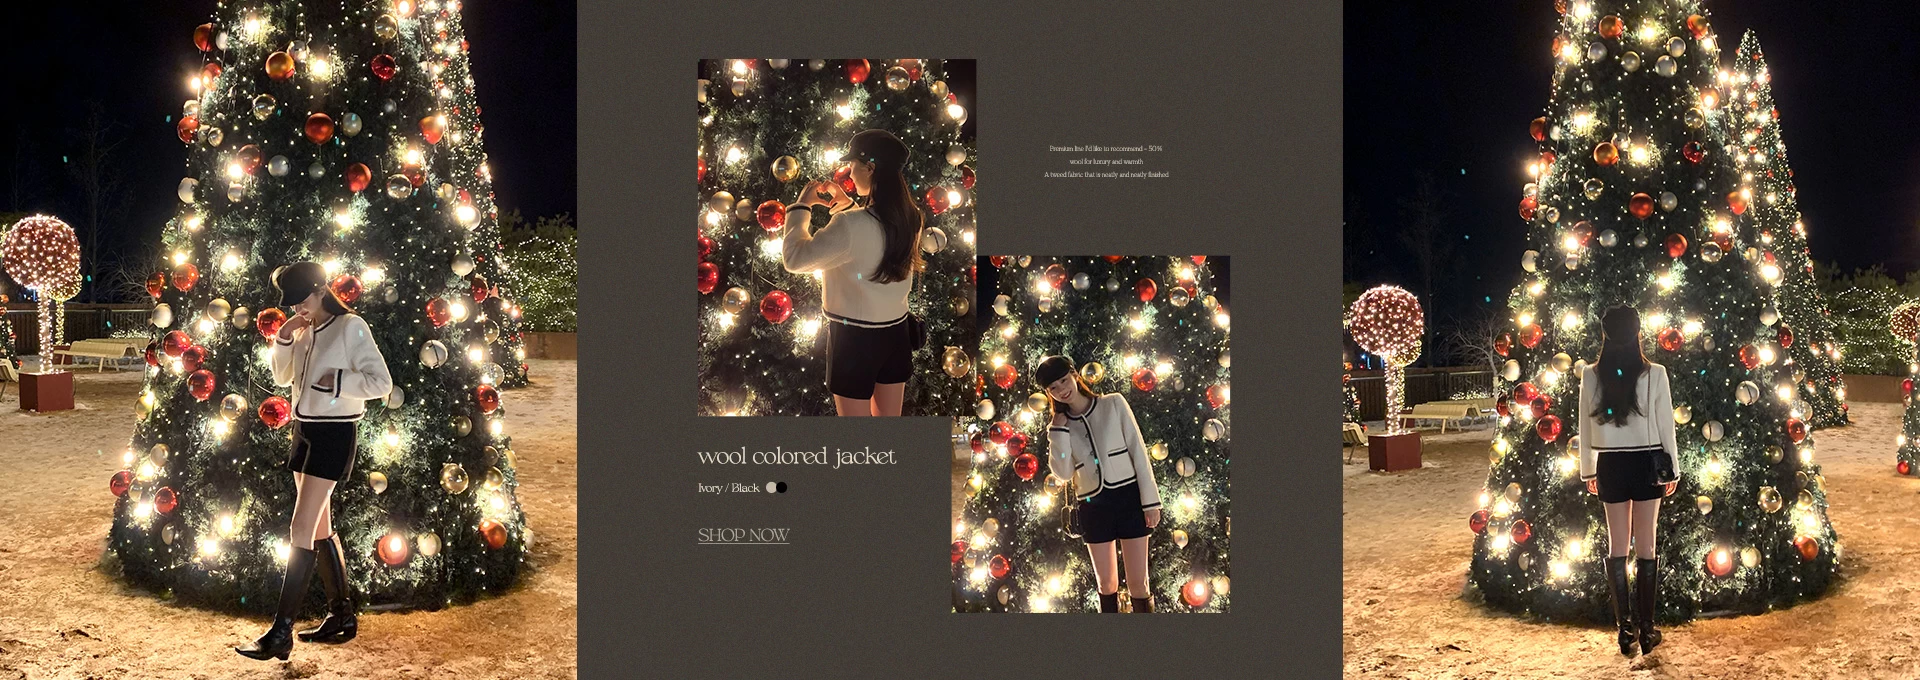 Premium line I'd like to recommend - 50%
wool for luxury and warmth
A tweed fabric that is neatly and neatly finished
wool colored jacket
Ivory / Black
SHOP NOW